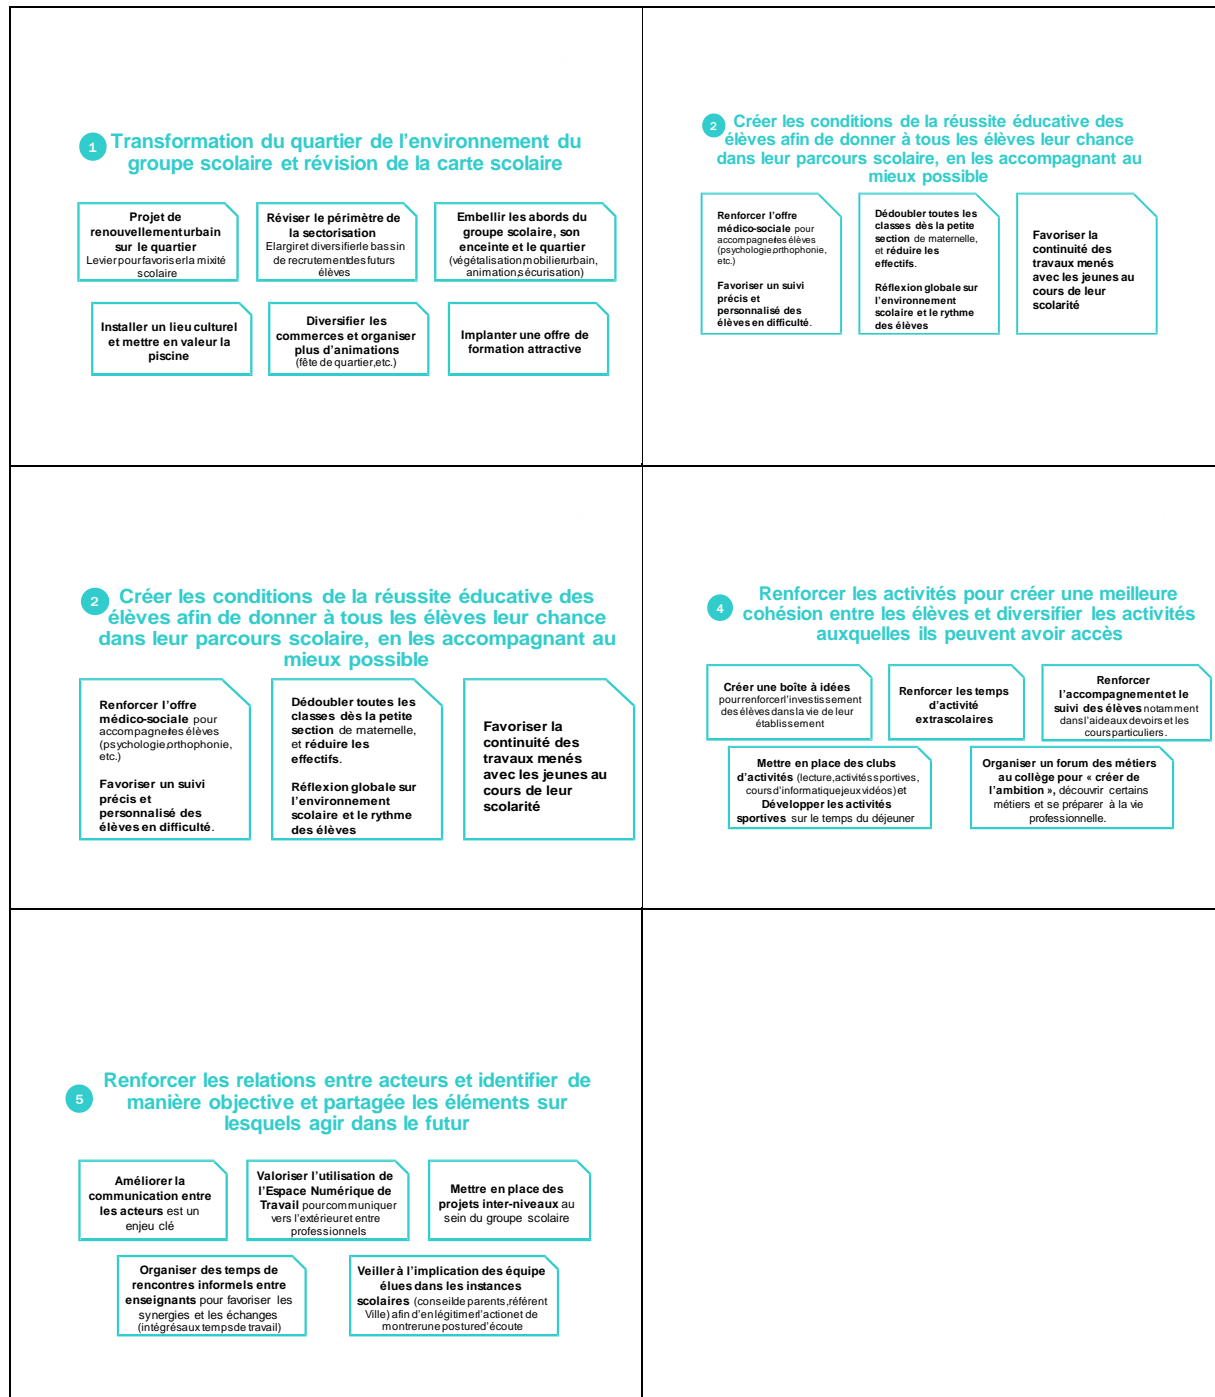 1
Transformation du quartier de l’environnement du
groupe scolaire et révision de la carte scolaire
Projet de
renouvellement urbain
sur le quartier
Levier pour favoriser la mixité
scolaire
Réviser le périmètre de
la sectorisation
Elargir et diversifier le bassin
de recrutement des futurs
élèves
Embellir les abords du
groupe scolaire, son
enceinte et le quartier
(végétalisation, mobilier urbain,
animation, sécurisation)
Installer un lieu culturel
et mettre en valeur la
piscine
Diversifier les
commerces et organiser
plus d’animations
(fête de quartier, etc.)
Implanter une offre de
formation attractive
2
Créer les conditions de la réussite éducative des
élèves afin de donner à tous les élèves leur chance
dans leur parcours scolaire, en les accompagnant au
mieux possible
Renforcer l’offre
médico-sociale pour
accompagner les élèves
(psychologie, orthophonie,
etc.)
Favoriser un suivi
précis et
personnalisé des
élèves en difficulté.
Dédoubler toutes les
classes dès la petite
section de maternelle,
et réduire les
effectifs.
Réflexion globale sur
l’environnement
scolaire et le rythme
des élèves
Favoriser la
continuité des
travaux menés
avec les jeunes au
cours de leur
scolarité
2
Créer les conditions de la réussite éducative des
élèves afin de donner à tous les élèves leur chance
dans leur parcours scolaire, en les accompagnant au
mieux possible
Renforcer l’offre
médico-sociale pour
accompagner les élèves
(psychologie, orthophonie,
etc.)
Favoriser un suivi
précis et
personnalisé des
élèves en difficulté.
Dédoubler toutes les
classes dès la petite
section de maternelle,
et réduire les
effectifs.
Réflexion globale sur
l’environnement
scolaire et le rythme
des élèves
Favoriser la
continuité des
travaux menés
avec les jeunes au
cours de leur
scolarité
4
Renforcer les activités pour créer une meilleure
cohésion entre les élèves et diversifier les activités
auxquelles ils peuvent avoir accès
Créer une boîte à idées
pour renforcer l’investissement
des élèves dans la vie de leur
établissement
Renforcer les temps
d’activité
extrascolaires
Renforcer
l’accompagnement et le
suivi des élèves notamment
dans l’aide aux devoirs et les
cours particuliers.
Mettre en place des clubs
d’activités (lecture, activités sportives,
cours d’informatique, jeux vidéos) et
Développer les activités
sportives sur le temps du déjeuner
Organiser un forum des métiers
au collège pour « créer de
l’ambition », découvrir certains
métiers et se préparer à la vie
professionnelle.
5
Renforcer les relations entre acteurs et identifier de
manière objective et partagée les éléments sur
lesquels agir dans le futur
Améliorer la
communication entre
les acteurs est un
enjeu clé
Valoriser l’utilisation de
l’Espace Numérique de
Travail pour communiquer
vers l’extérieur et entre
professionnels
Mettre en place des
projets inter-niveaux au
sein du groupe scolaire
Organiser des temps de
rencontres informels entre
enseignants pour favoriser les
synergies et les échanges
(intégrés aux temps de travail)
Veiller à l’implication des équipe
élues dans les instances
scolaires (conseil de parents, référent
Ville) afin d’en légitimer l’action et de
montrer une posture d’écoute